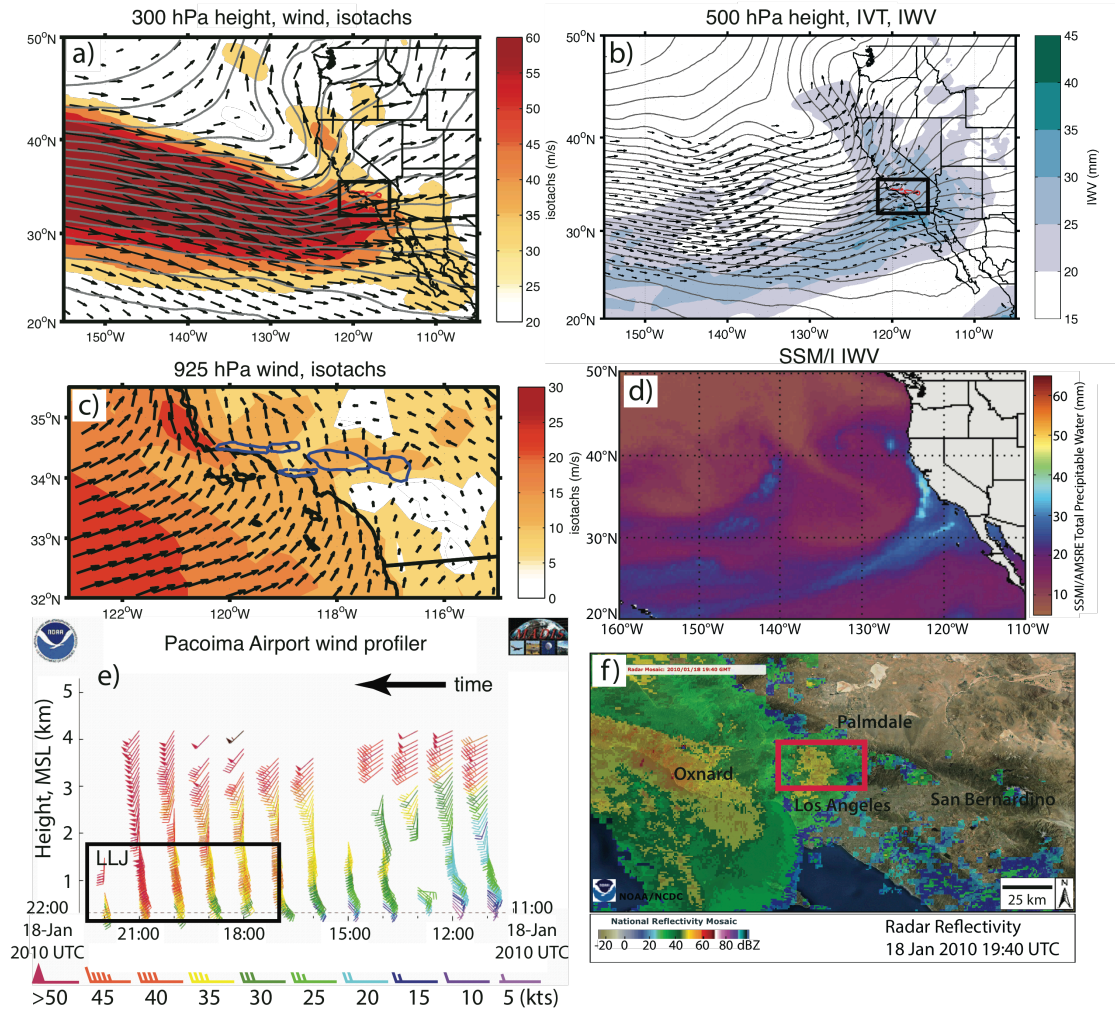 300 hPa height, wind, isotachs
a)
50°N
40°N
30°N
20°N
150°W 140°W 130°W 120°W 110°W
60
55
50
45
40
35
30
25
20
isotachs (m/s)
500 hPa height, IVT, IWV
b)
50°N
40°N
30°N
20°N
150°W 140°W 130°W 120°W 110°W
45
40
35
30
25
20
15
IWV (mm)
925 hPa wind, isotachs
c)
35°N
34°N
33°N
32°N
122°W 120°W 118°W 116°W
30
25
20
15
10
5
0
isotachs (m/s)
SSM/I IWV
d)
50°N
40°N
30°N
20°N
160°W 150°W 140°W 130°W 120°W 110°W
60
50
40
30
20
10
SSMI/AMSRE Total Precipitable Water (mm)
NOAA
Pacoima Airport wind profiler
MADIS
e)
time
Height, MSL (km)
5
4
3
2
1
LLJ
22:00
18-Jan
2010 UTC
21:00 18:00 15:00 12:00
11:00
18-Jan
2010 UTC
>50 45 40 35 30 25 20 15 10 5 (kts)
f)
Radar Mosaic: 2010/01/18 19:40 GMT
Palmdale
Oxnard
Los Angeles
San Bernardino
NOAA/NCDC
25 km
N
National Reflectivity Mosaic
-20 0 20 40 60 80 dBZ
Radar Reflectivity
18 Jan 2010 19:40 UTC